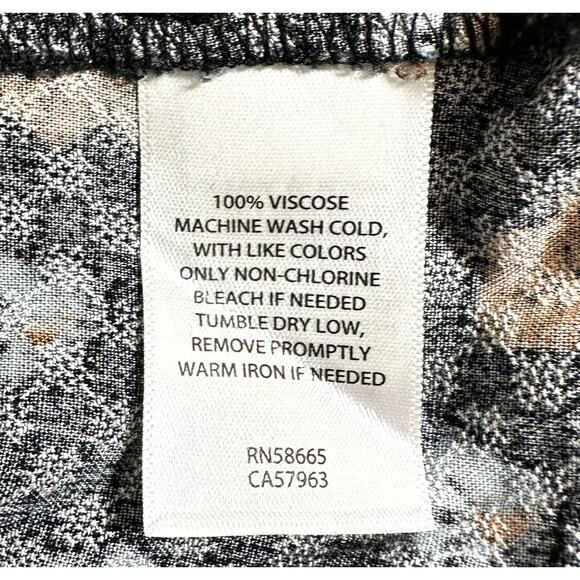 100% VISCOSE
MACHINE WASH COLD,
WITH LIKE COLORS
ONLY NON-CHLORINE
BLEACH IF NEEDED
TUMBLE DRY LOW,
REMOVE PROMPTLY
WARM IRON IF NEEDED
RN58665
CA57963